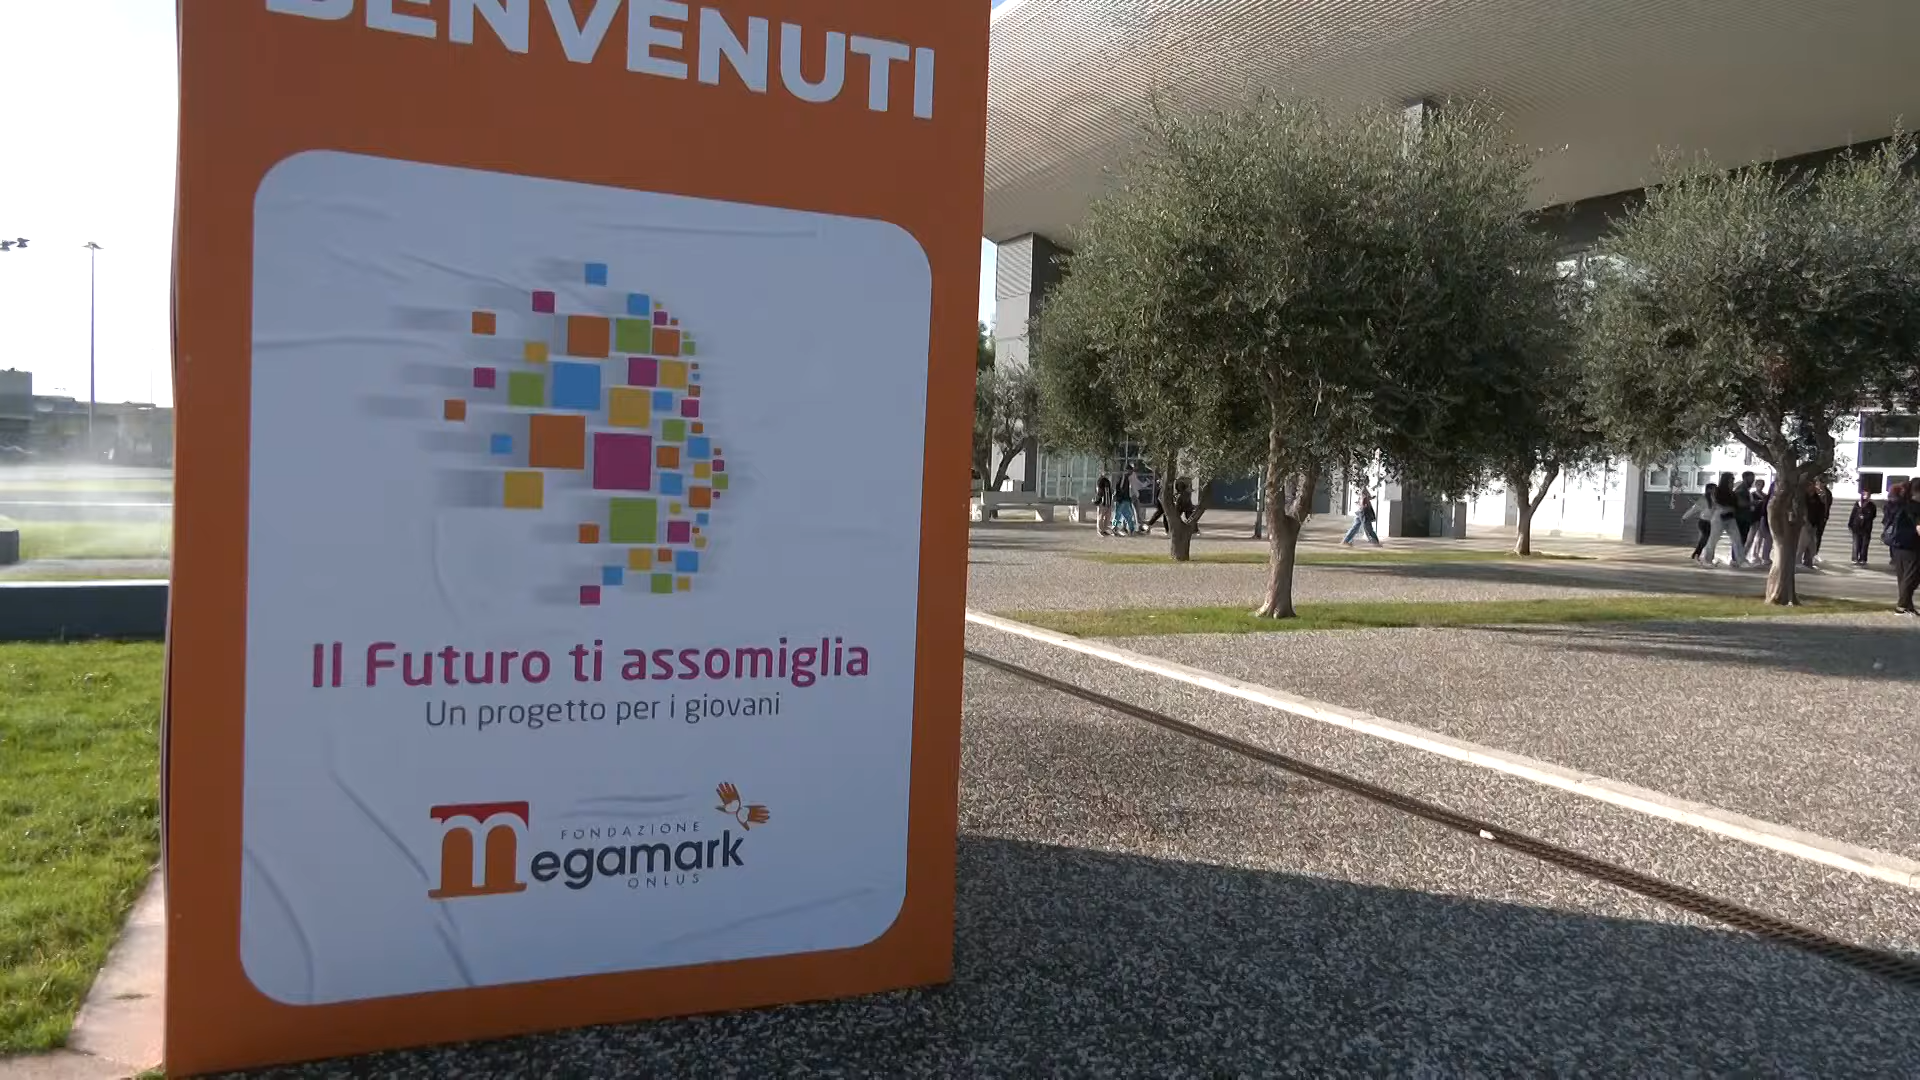 BENVENUTI
Il Futuro ti assomiglia
Un progetto per i giovani
FONDAZIONE
megamark
ONLUS